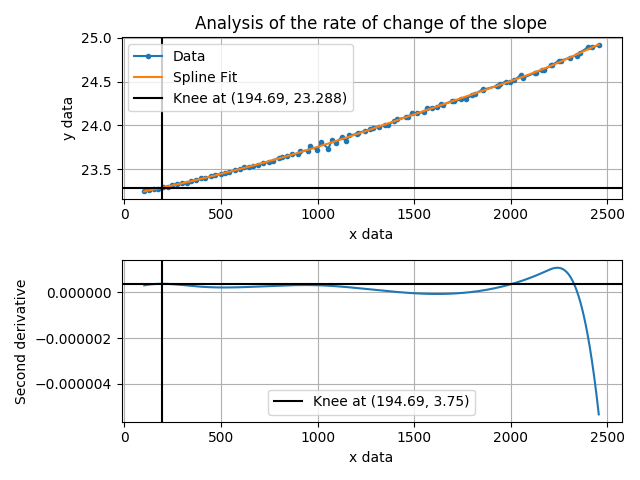 Analysis of the rate of change of the slope
25.0
24.5
24.0
23.5
y data
Data
Spline Fit
Knee at (194.69, 23.288)
0 500 1000 1500 2000 2500
x data
0.000000
−0.000002
−0.000004
Second derivative
Knee at (194.69, 3.75)
0 500 1000 1500 2000 2500
x data